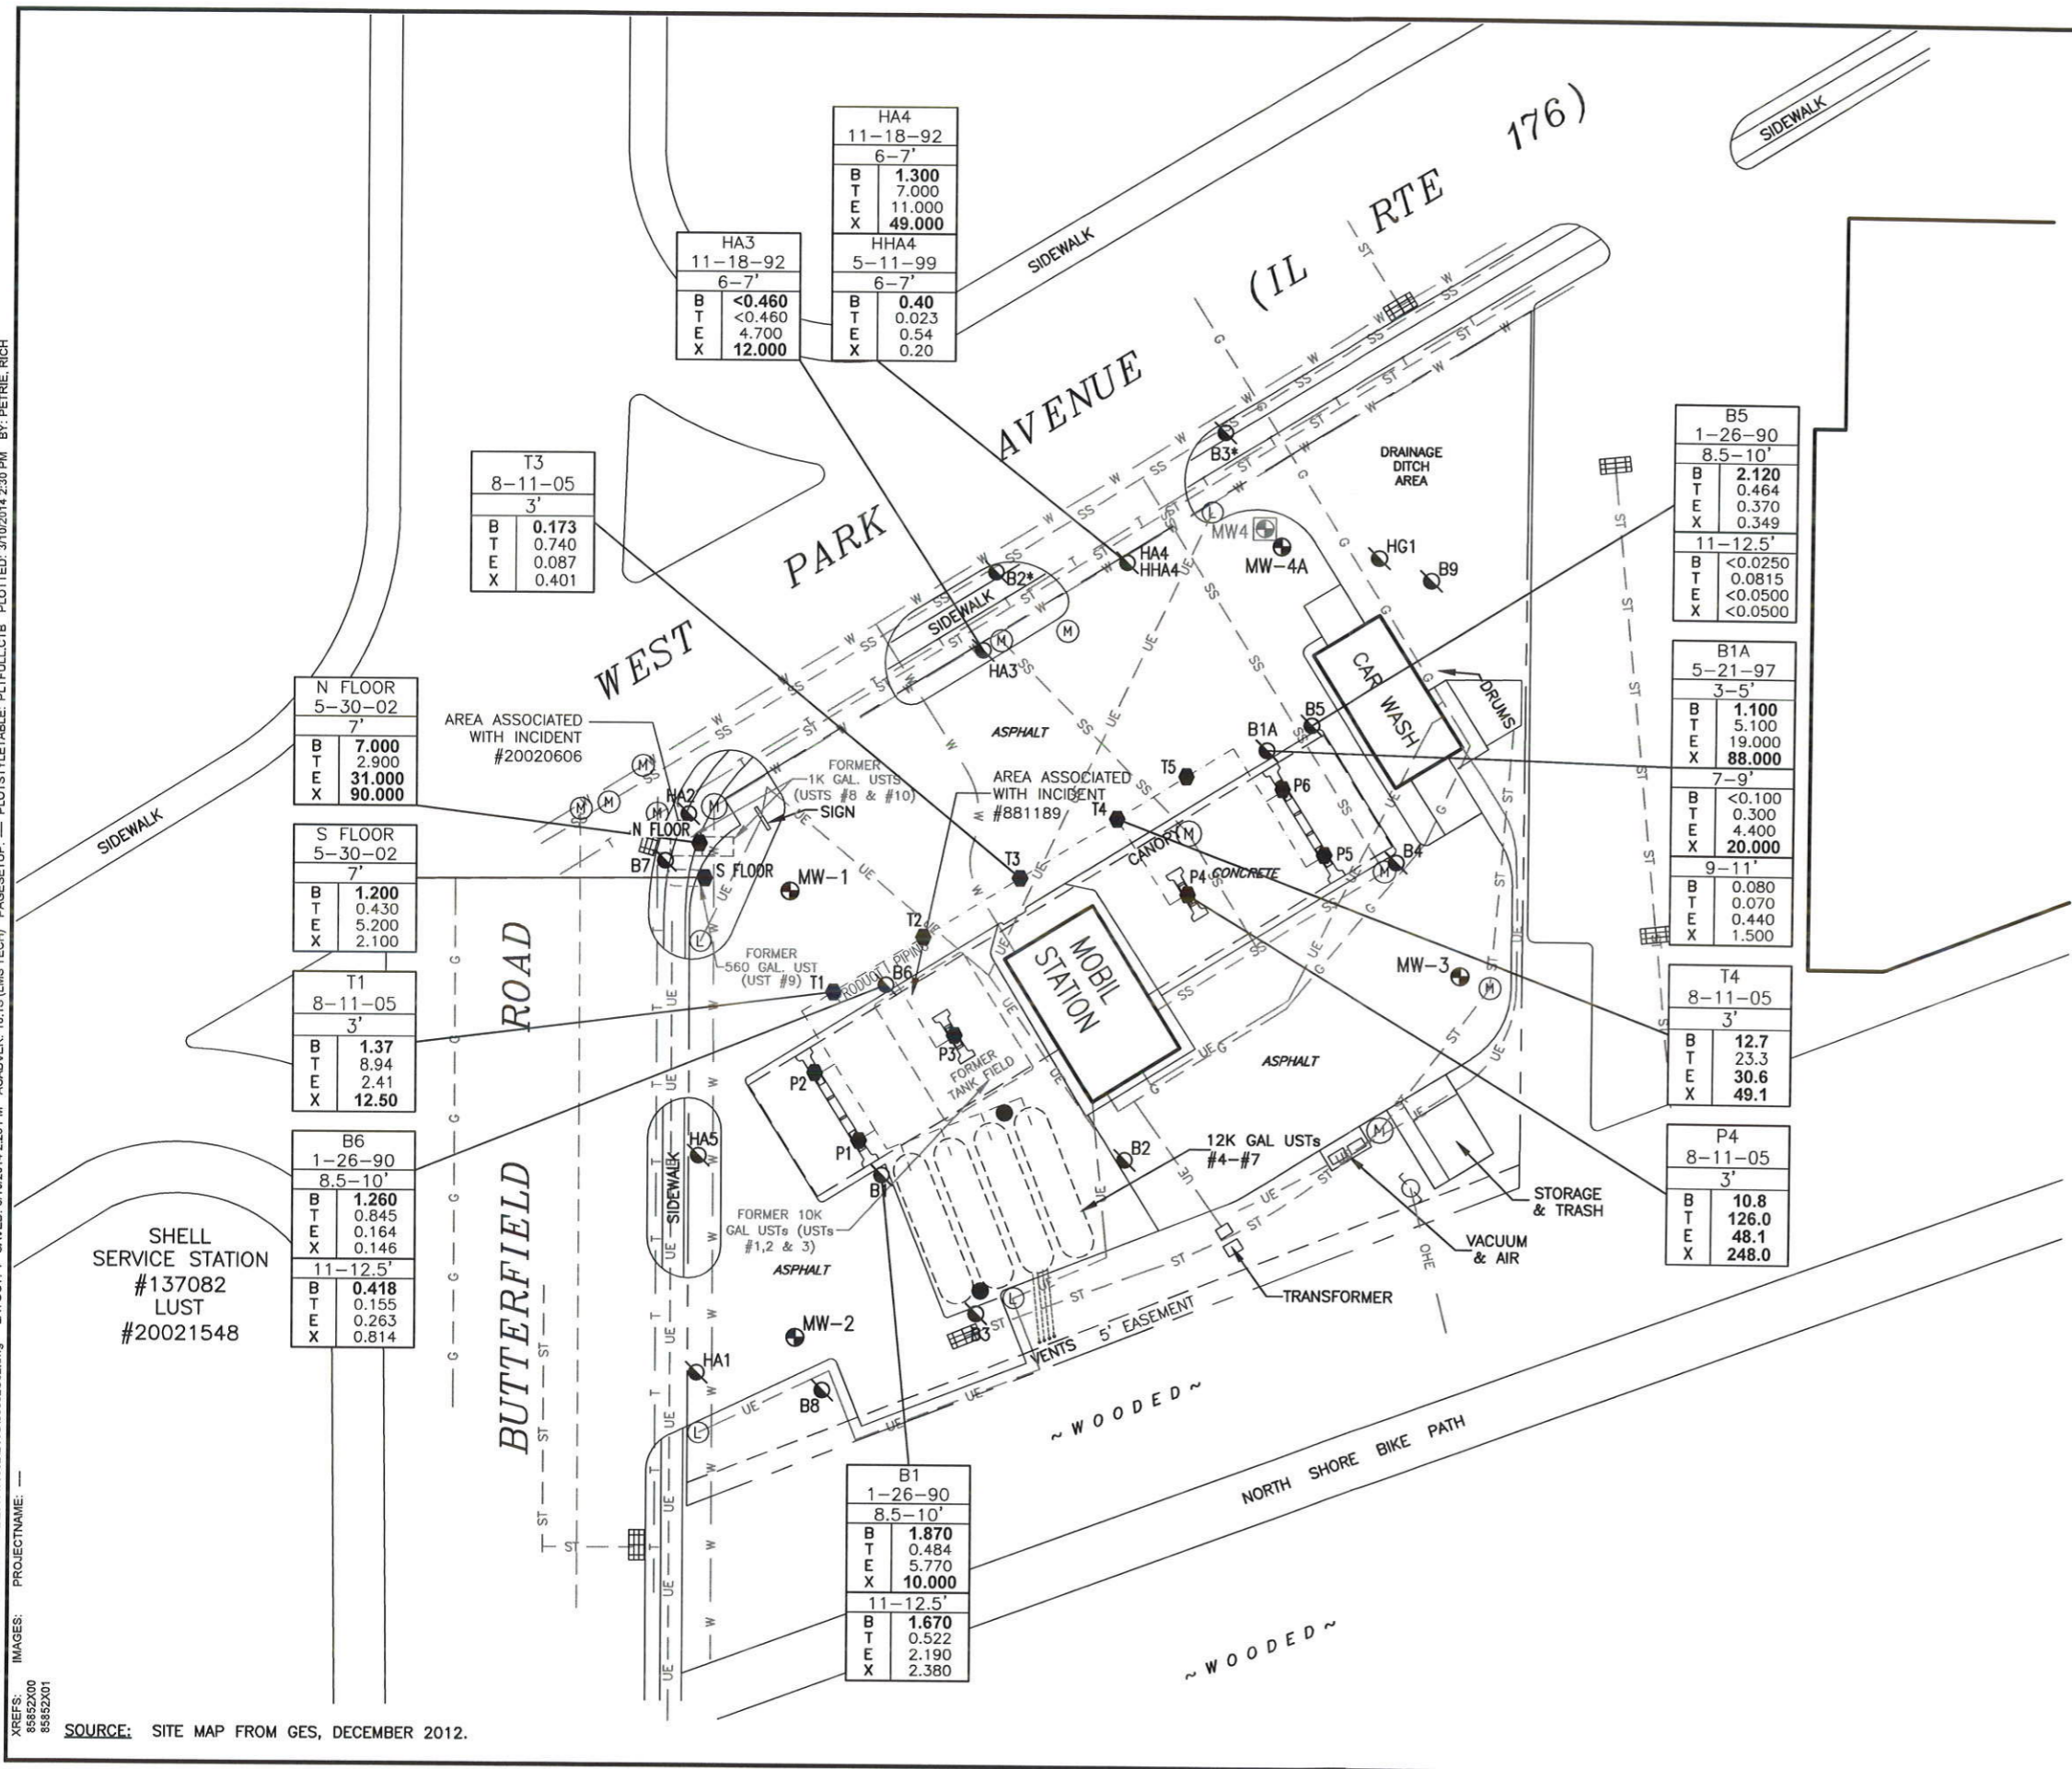 HA4
11-18-92
6-7'
B 1.300
T 7.000
E 11.000
X 49.000
HHA4
5-11-99
6-7'
B 0.40
T 0.023
E 0.54
X 0.20
HA3
11-18-92
6-7'
B <0.460
T <0.460
E 4.700
X 12.000
T3
8-11-05
3'
B 0.173
T 0.740
E 0.087
X 0.401
N FLOOR
5-30-02
7'
B 7.000
T 2.900
E 31.000
X 90.000
S FLOOR
5-30-02
7'
B 1.200
T 0.430
E 5.200
X 2.100
T1
8-11-05
3'
B 1.37
T 8.94
E 2.41
X 12.50
B6
1-26-90
8.5-10'
B 1.260
T 0.845
E 0.164
X 0.146
11-12.5'
B 0.418
T 0.155
E 0.263
X 0.814
B1
1-26-90
8.5-10'
B 1.870
T 0.484
E 5.770
X 10.000
11-12.5'
B 1.670
T 0.522
E 2.190
X 2.380
B5
1-26-90
8.5-10'
B 2.120
T 0.464
E 0.370
X 0.349
11-12.5'
B <0.0250
T 0.0815
E <0.0500
X <0.0500
B1A
5-21-97
3-5'
B 1.100
T 5.100
E 19.000
X 88.000
7-9'
B <0.100
T 0.300
E 4.400
X 20.000
9-11'
B 0.080
T 0.070
E 0.440
X 1.500
T4
8-11-05
3'
B 12.7
T 23.3
E 30.6
X 49.1
P4
8-11-05
3'
B 10.8
T 126.0
E 48.1
X 248.0
WEST PARK AVENUE (IL RTE 176)
BUTTERFIELD ROAD
SIDEWALK
SIDEWALK
SIDEWALK
SIDEWALK
SIDEWALK
DRAINAGE
DITCH
AREA
B3*
MW4
MW-4A
HG1
B9
HA4
HHA4
B2*
HA3
ASPHALT
CAR WASH
DRUMS
B5
B1A
AREA ASSOCIATED
WITH INCIDENT
#20020606
FORMER
1K GAL. USTS
(USTS #8 & #10)
SIGN
AREA ASSOCIATED
WITH INCIDENT
#881189
T5
T4
T3
T2
T1
P6
P5
P4
B4
CANOPY
CONCRETE
HA2
N FLOOR
B7
S FLOOR
MW-1
FORMER
560 GAL. UST
(UST #9)
PRODUCT PIPING
B6
MOBIL
STATION
MW-3
ASPHALT
P3
P2
P1
FORMER
TANK FIELD
HA5
B1
B2
12K GAL USTs
#4-#7
FORMER 10K
GAL USTs (USTs
#1,2 & 3)
ASPHALT
STORAGE
& TRASH
VACUUM
& AIR
TRANSFORMER
MW-2
B3
VENTS
5' EASEMENT
HA1
B8
OHE
~WOODED~
NORTH SHORE BIKE PATH
~WOODED~
SHELL
SERVICE STATION
#137082
LUST
#20021548
XREFS:
85852X00
85852X01
IMAGES:
PROJECTNAME: —
SOURCE: SITE MAP FROM GES, DECEMBER 2012.